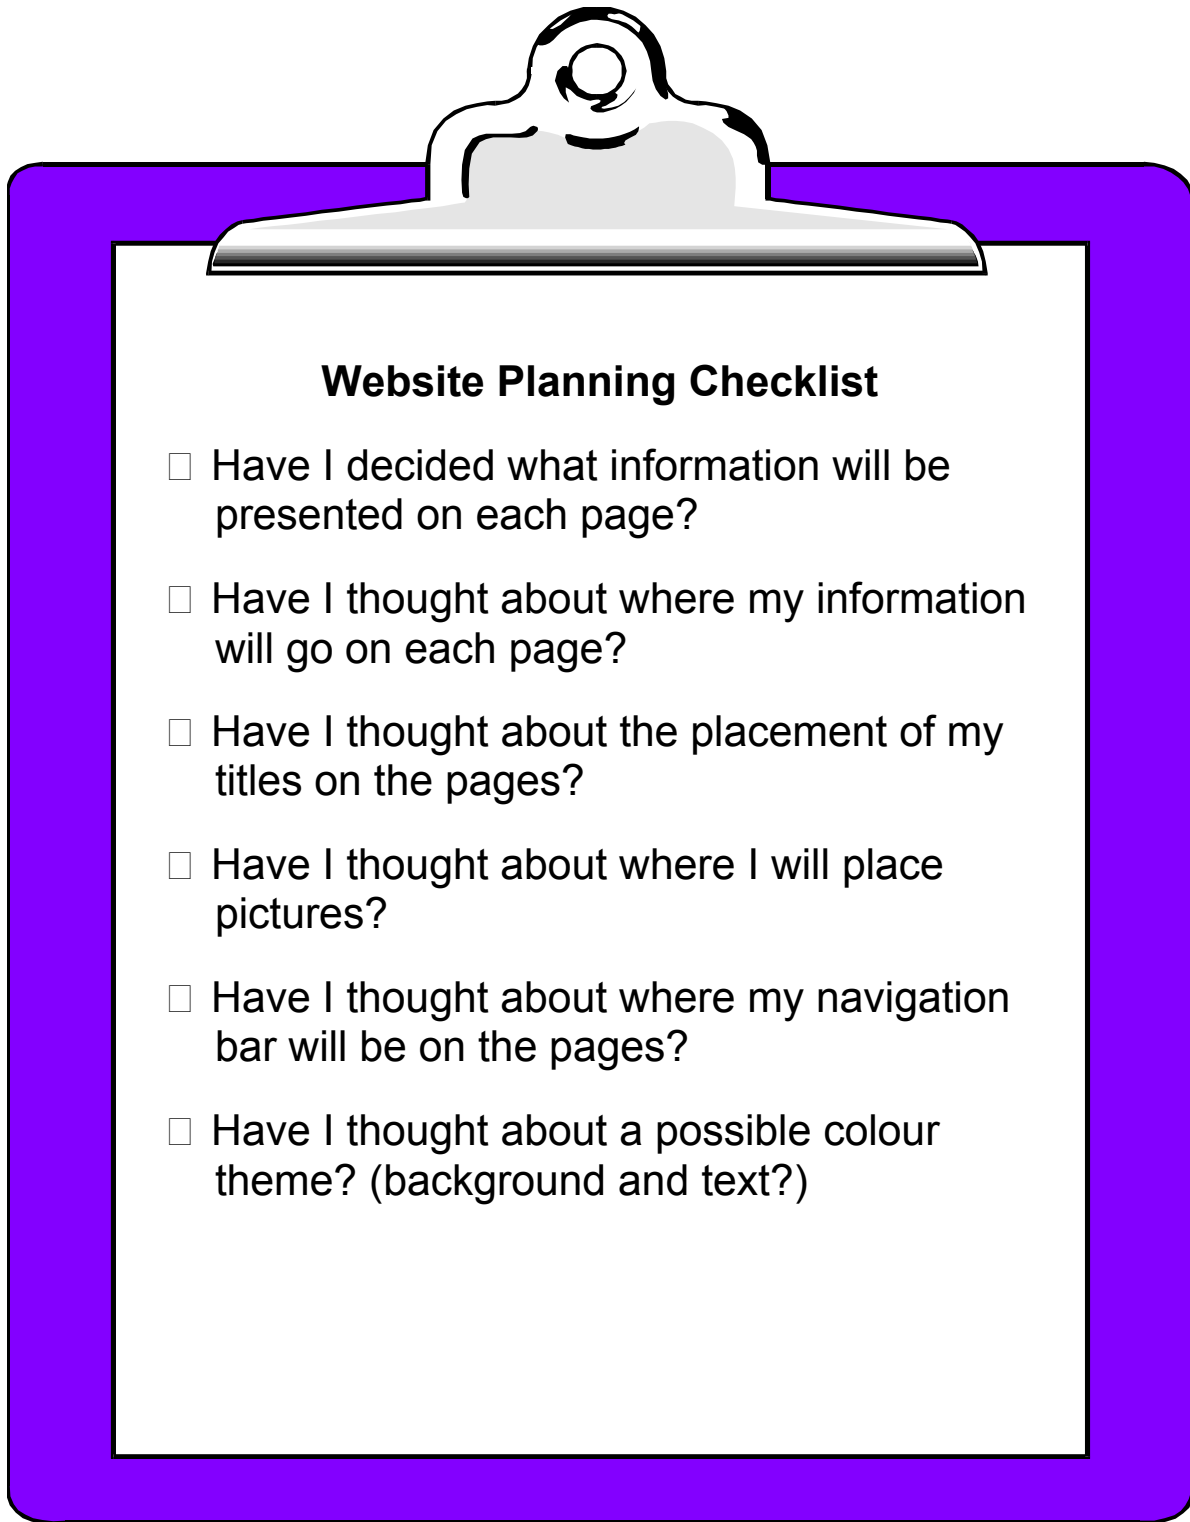 Website Planning Checklist
□ Have I decided what information will be
presented on each page?
□ Have I thought about where my information
will go on each page?
□ Have I thought about the placement of my
titles on the pages?
□ Have I thought about where I will place
pictures?
□ Have I thought about where my navigation
bar will be on the pages?
□ Have I thought about a possible colour
theme? (background and text?)